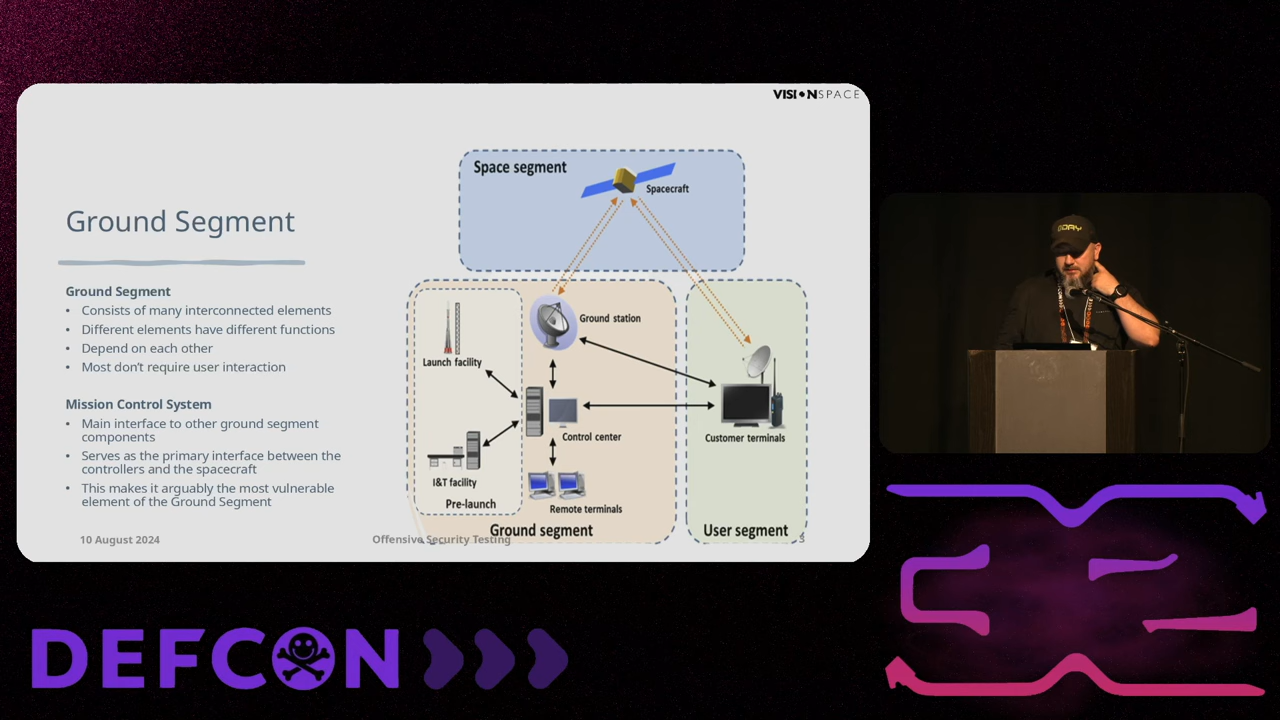 VISIONSPACE
Ground Segment
Ground Segment
• Consists of many interconnected elements
• Different elements have different functions
• Depend on each other
• Most don't require user interaction
Mission Control System
• Main interface to other ground segment
components
• Serves as the primary interface between the
controllers and the spacecraft
• This makes it arguably the most vulnerable
element of the Ground Segment
Space segment
Spacecraft
Ground station
Launch facility
Control center
Customer terminals
I&T facility
Pre-launch
Remote terminals
Ground segment
User segment
10 August 2024
Offensive Security Testing
DEFCON